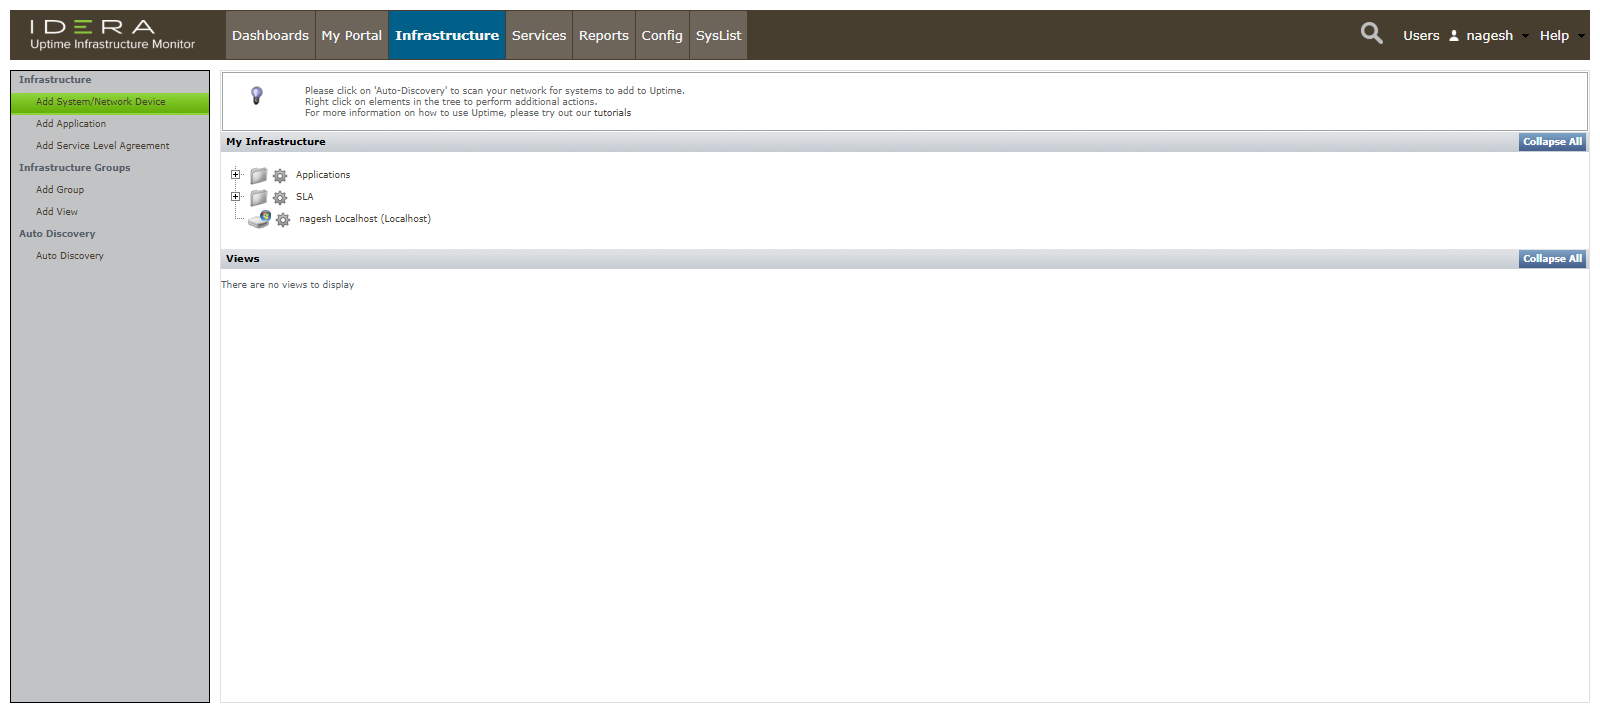 IDERA
Uptime Infrastructure Monitor
Dashboards My Portal Infrastructure Services Reports Config SysList
Users nagesh Help
Infrastructure
Add System/Network Device
Add Application
Add Service Level Agreement
Infrastructure Groups
Add Group
Add View
Auto Discovery
Auto Discovery
Please click on 'Auto-Discovery' to scan your network for systems to add to Uptime.
Right click on elements in the tree to perform additional actions.
For more information on how to use Uptime, please try out our tutorials
My Infrastructure Collapse All
Applications
SLA
nagesh Localhost (Localhost)
Views Collapse All
There are no views to display